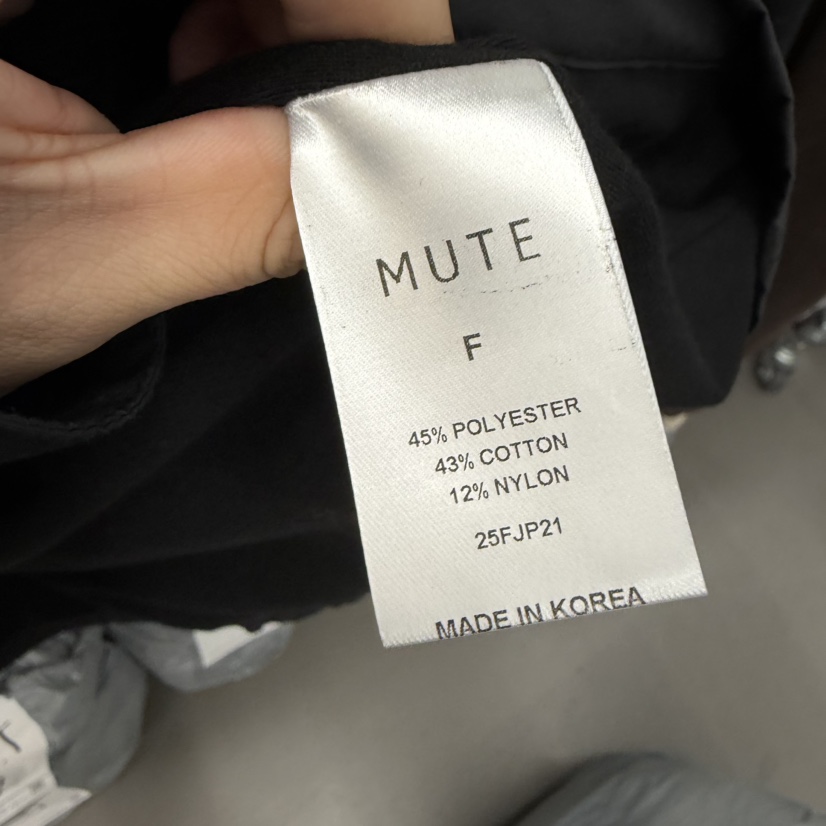 MUTE
F
45% POLYESTER
43% COTTON
12% NYLON
25FJP21
MADE IN KOREA